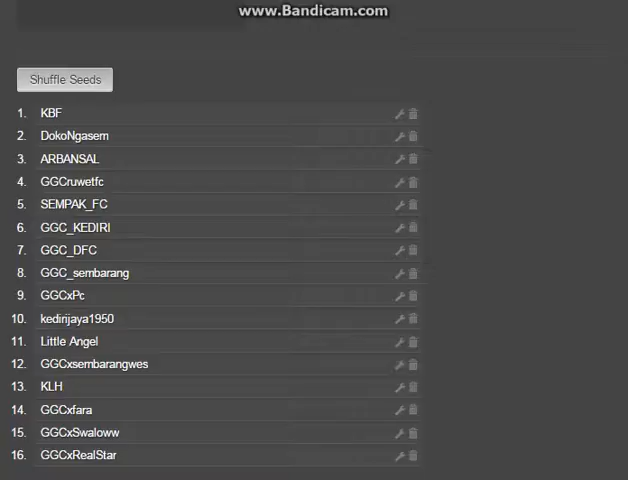 www.Bandicam.com
Shuffle Seeds
1. KBF
2. DokoNgasem
3. ARBANSAL
4. GGCruwetfc
5. SEMPAK_FC
6. GGC_KEDIRI
7. GGC_DFC
8. GGC_sembarang
9. GGCxPc
10. kedirijaya1950
11. Little Angel
12. GGCxsembarangwes
13. KLH
14. GGCxfara
15. GGCxSwaloww
16. GGCxRealStar